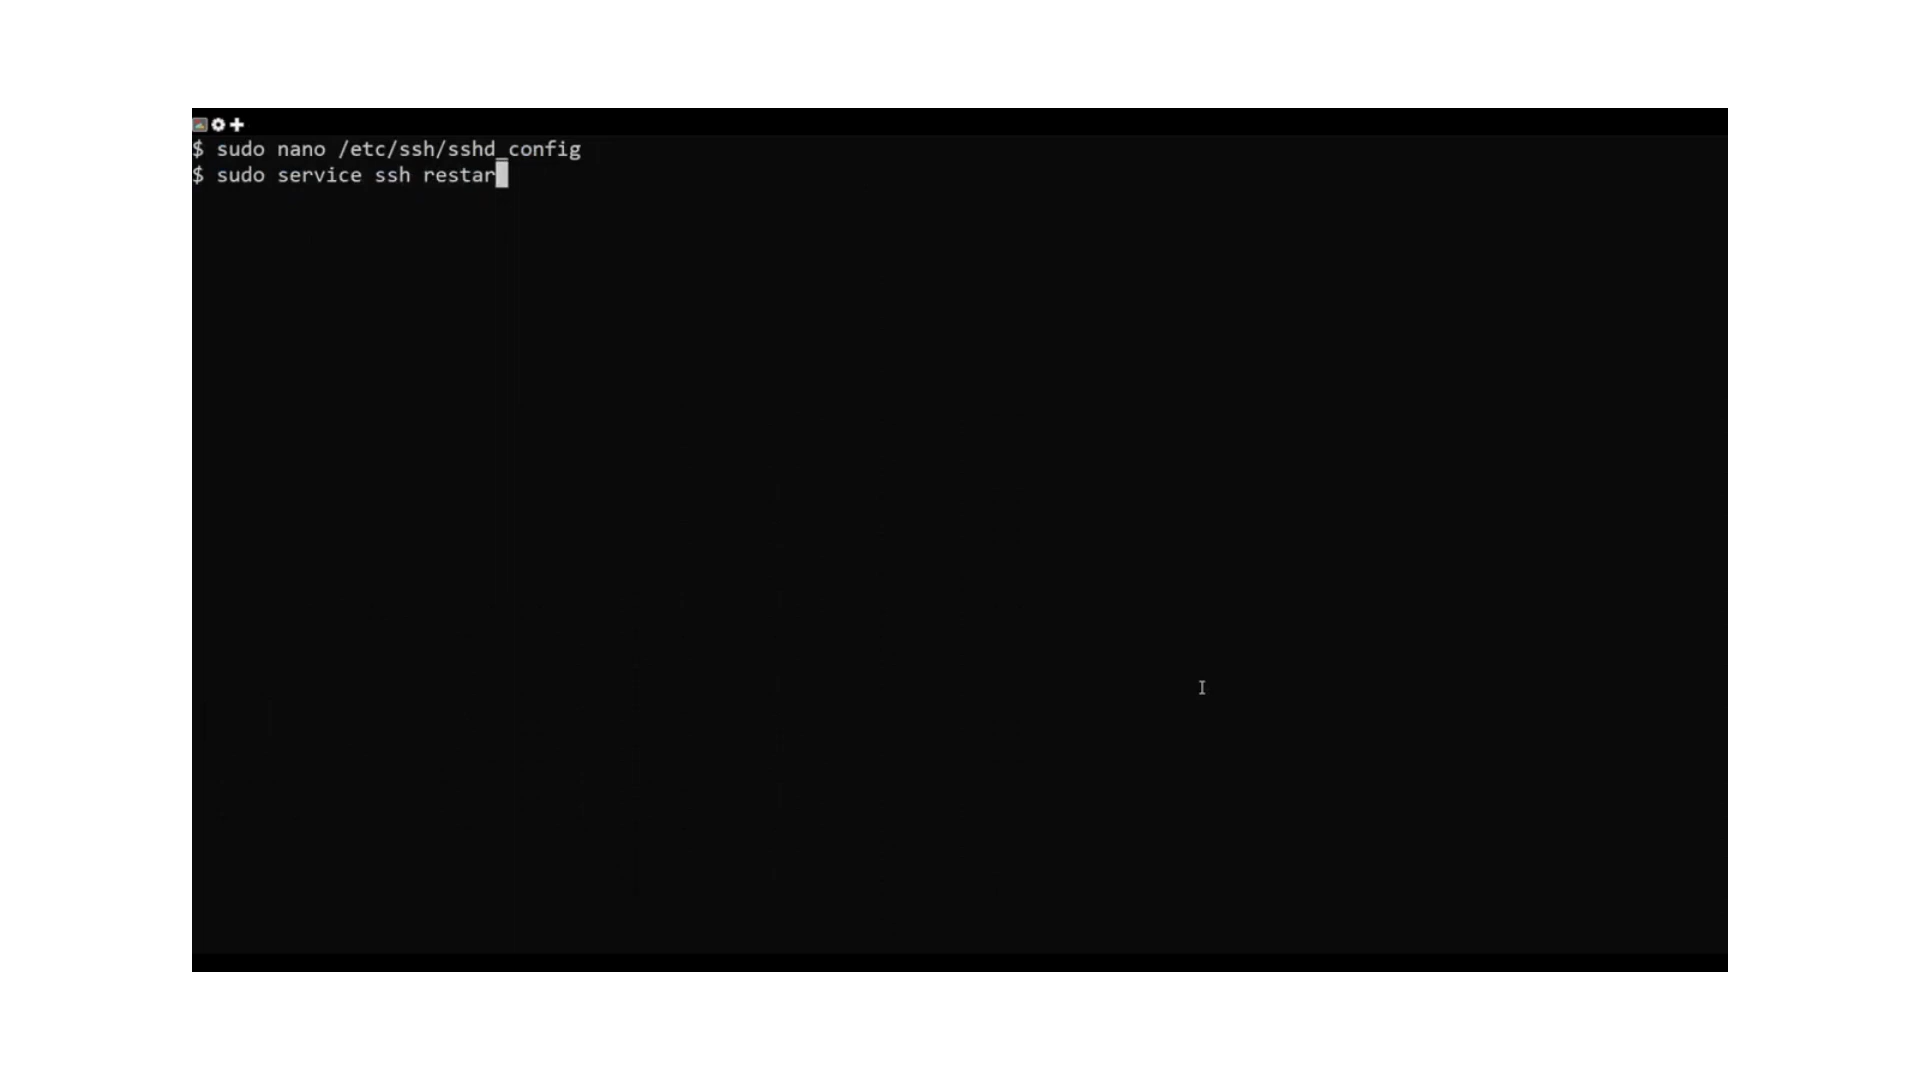 $ sudo nano /etc/ssh/sshd_config
$ sudo service ssh restar